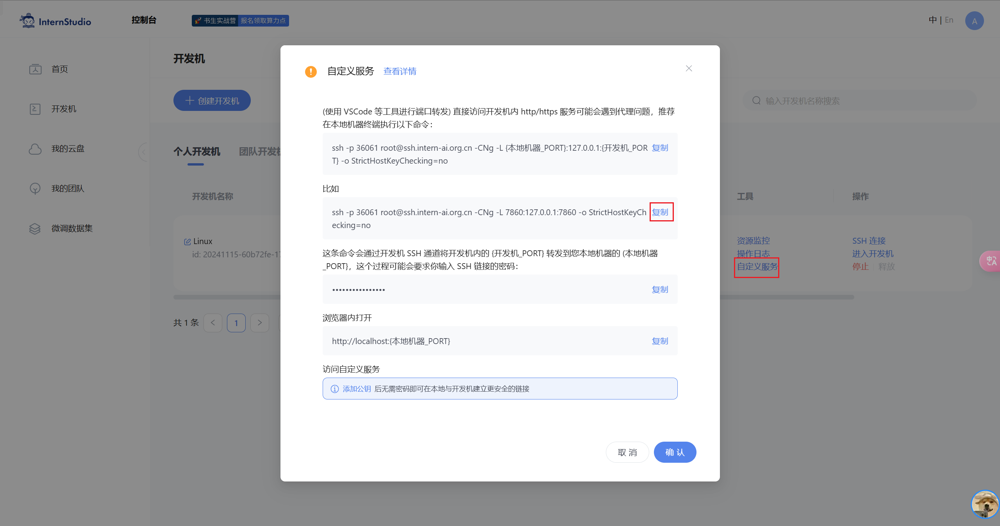 InternStudio
控制台
书生实战营 报名领取算力点
中 | En
A
首页
开发机
我的云盘
我的团队
微调数据集
开发机
创建开发机
输入开发机名称搜索
个人开发机
团队开发机
开发机名称
工具
操作
Linux
id: 20241115-60b72fe-17
资源监控
操作日志
自定义服务
SSH 连接
进入开发机
停止 释放
共 1 条
1
自定义服务 查看详情
(使用 VSCode 等工具进行端口转发) 直接访问开发机内 http/https 服务可能会遇到代理问题，推荐
在本地机器终端执行以下命令：
ssh -p 36061 root@ssh.intern-ai.org.cn -CNg -L {本地机器_PORT}:127.0.0.1:{开发机_POR 复制
T} -o StrictHostKeyChecking=no
比如
ssh -p 36061 root@ssh.intern-ai.org.cn -CNg -L 7860:127.0.0.1:7860 -o StrictHostKeyCh 复制
ecking=no
这条命令会通过开发机 SSH 通道将开发机内的 {开发机_PORT} 转发到您本地机器的 (本地机器
_PORT}，这个过程可能会要求你输入 SSH 链接的密码：
•••••••••••••••• 复制
浏览器内打开
http://localhost:{本地机器_PORT} 复制
访问自定义服务
添加公钥 后无需密码即可在本地与开发机建立更安全的链接
取 消
确 认
中A